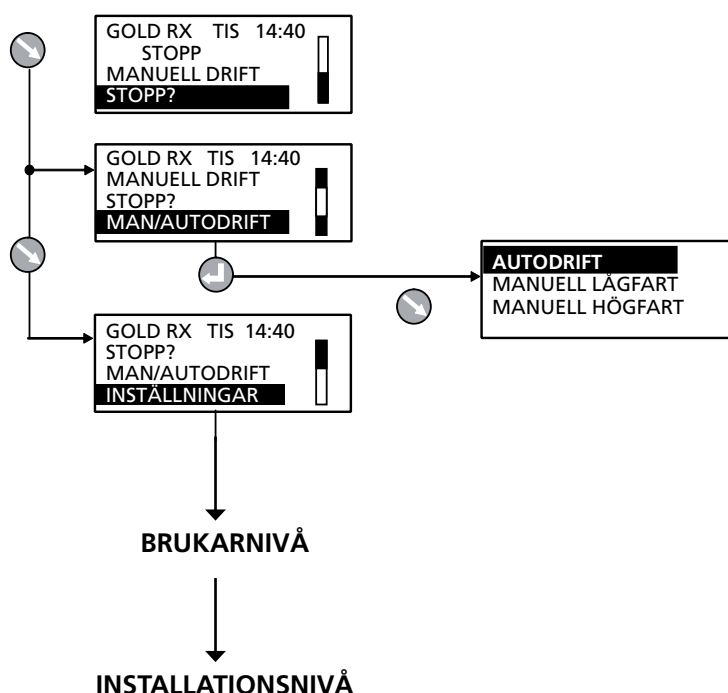 GOLD RX TIS 14:40
STOPP
MANUELL DRIFT
STOPP?
GOLD RX TIS 14:40
MANUELL DRIFT
STOPP?
MAN/AUTODRIFT
AUTODRIFT
MANUELL LÅGFART
MANUELL HÖGFART
GOLD RX TIS 14:40
STOPP?
MAN/AUTODRIFT
INSTÄLLNINGAR
BRUKARNIVÅ
INSTALLATIONSNIVÅ